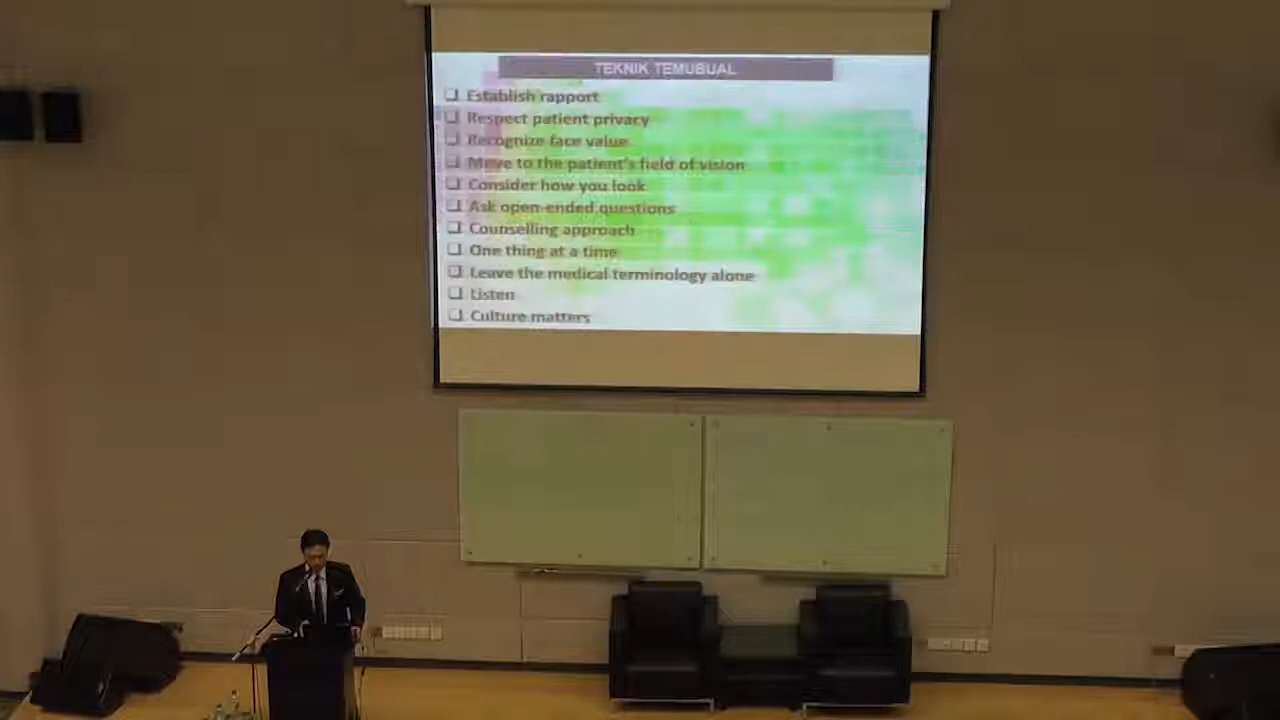 TEKNIK TEMUBUAL
Establish rapport
Respect patient privacy
Recognize face value
Move to the patient's field of vision
Consider how you look
Ask open-ended questions
Counselling approach
One thing at a time
Leave the medical terminology alone
Listen
Culture matters